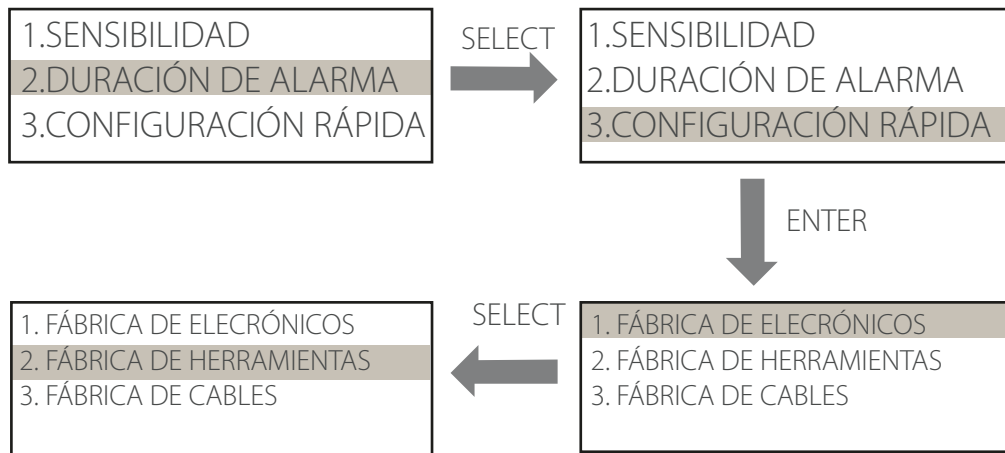 1.SENSIBILIDAD
2.DURACIÓN DE ALARMA
3.CONFIGURACIÓN RÁPIDA
SELECT
1.SENSIBILIDAD
2.DURACIÓN DE ALARMA
3.CONFIGURACIÓN RÁPIDA
ENTER
1. FÁBRICA DE ELECRÓNICOS
2. FÁBRICA DE HERRAMIENTAS
3. FÁBRICA DE CABLES
SELECT
1. FÁBRICA DE ELECRÓNICOS
2. FÁBRICA DE HERRAMIENTAS
3. FÁBRICA DE CABLES